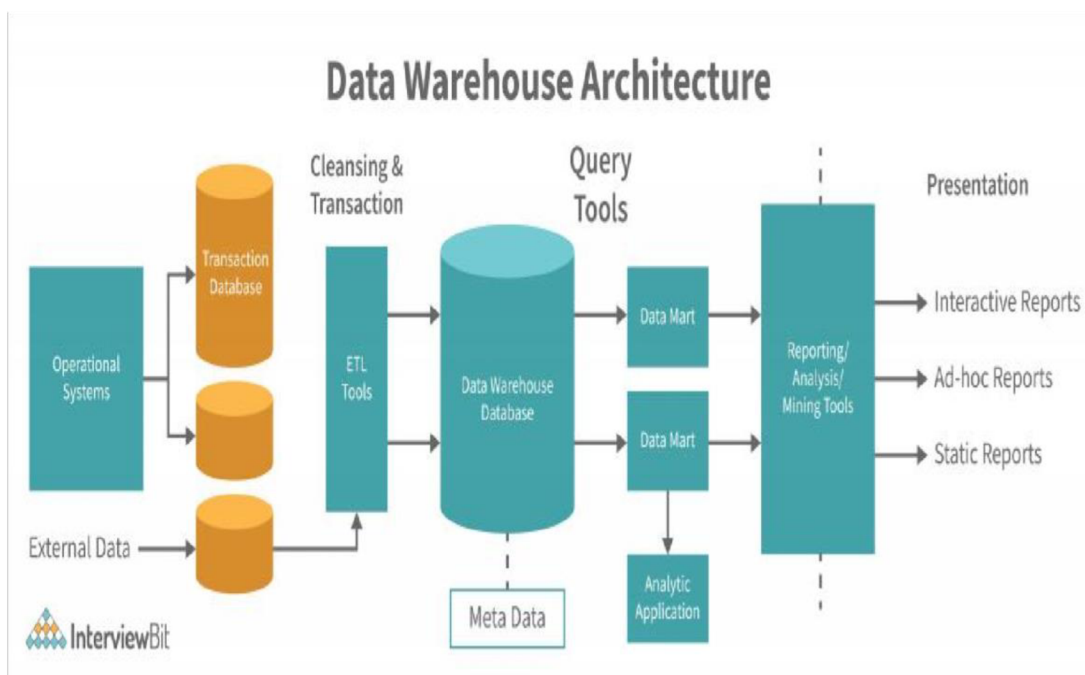 Data Warehouse Architecture
Cleansing &
Transaction
Query
Tools
Presentation
Operational
Systems
Transaction
Database
ETL
Tools
Data Warehouse
Database
Data Mart
Data Mart
Reporting/
Analysis/
Mining Tools
Interactive Reports
Ad-hoc Reports
Static Reports
External Data
Meta Data
Analytic
Application
InterviewBit